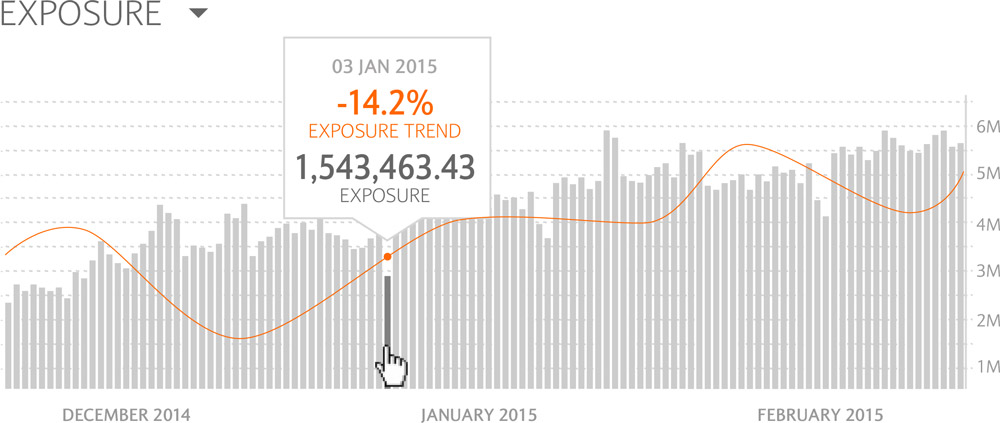 EXPOSURE
03 JAN 2015
-14.2%
EXPOSURE TREND
1,543,463.43
EXPOSURE
6M
5M
4M
3M
2M
1M
DECEMBER 2014
JANUARY 2015
FEBRUARY 2015